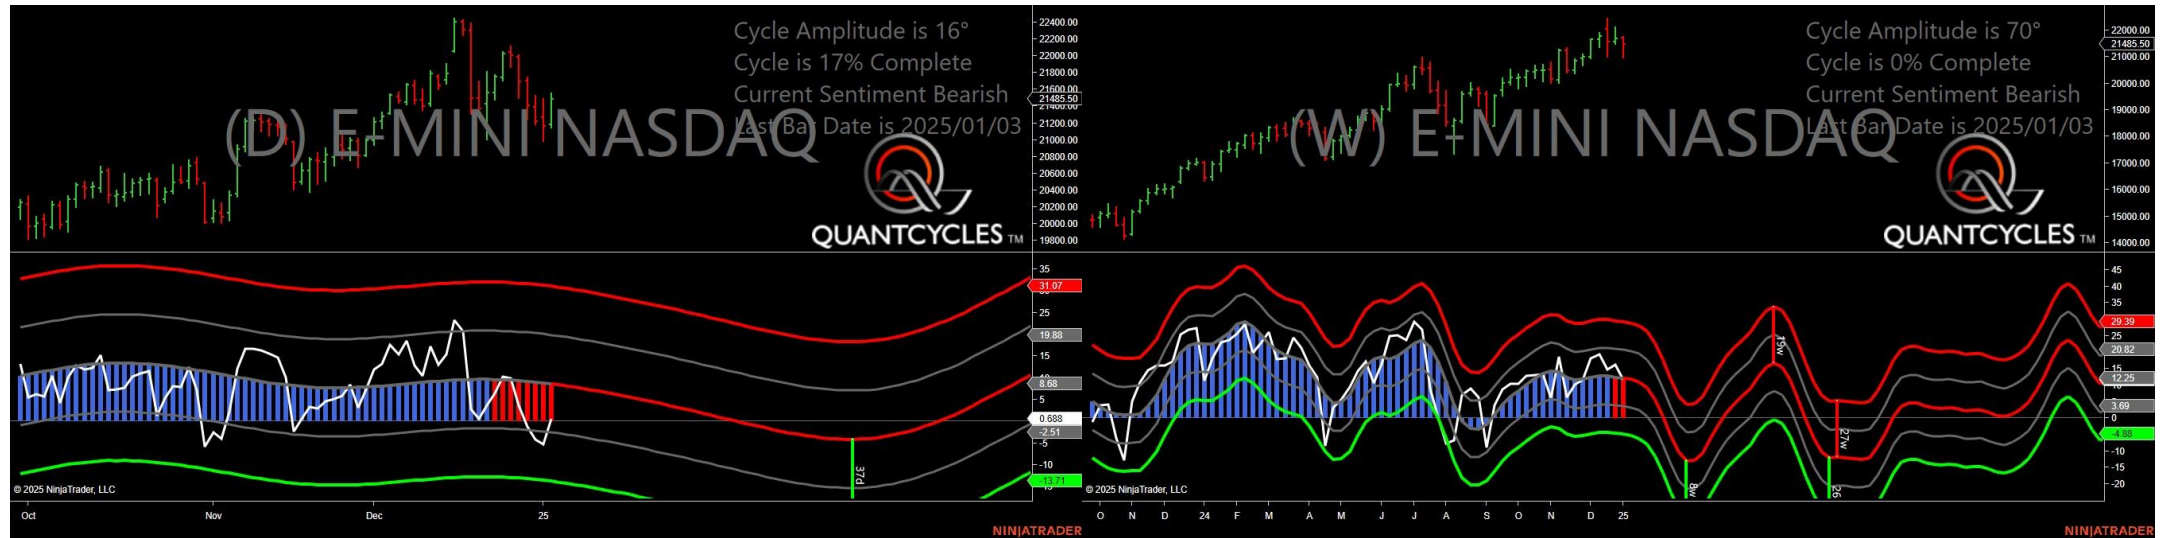 Cycle Amplitude is 16°
Cycle is 17% Complete
Current Sentiment Bearish
Last Bar Date is 2025/01/03
(D) E-MINI NASDAQ
QUANTCYCLES TM
22400.00
22200.00
22000.00
21800.00
21600.00
21485.50
21400.00
21200.00
21000.00
20800.00
20600.00
20400.00
20200.00
20000.00
19800.00
35
31.07
25
19.88
15
8.68
5
0.688
-2.51
-5
-10
-13.71
37d
© 2025 NinjaTrader, LLC
Oct Nov Dec 25
NINJATRADER
Cycle Amplitude is 70°
Cycle is 0% Complete
Current Sentiment Bearish
Last Bar Date is 2025/01/03
(W) E-MINI NASDAQ
QUANTCYCLES TM
22000.00
21485.50
21000.00
20000.00
19000.00
18000.00
17000.00
16000.00
15000.00
14000.00
45
40
35
29.39
25
20.82
15
12.25
3.69
0
-4.88
-10
-15
-20
19w
27w
8w
26
© 2025 NinjaTrader, LLC
O N D 24 F M A M J J A S O N D 25
NINJATRADER